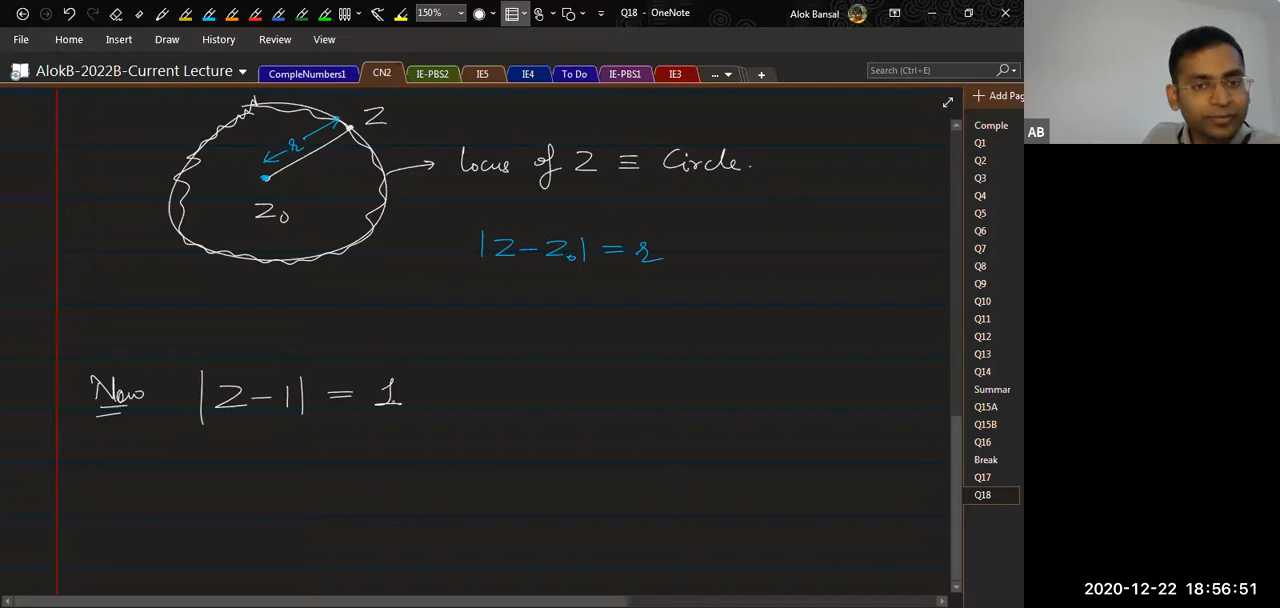 150%
Q18 - OneNote
Alok Bansal
File Home Insert Draw History Review View
AlokB-2022B-Current Lecture
CompleNumbers1 CN2 IE-PBS2 IE5 IE4 To Do IE-PBS1 IE3 ...
Search (Ctrl+E)
Add Pag
Comple
Q1
Q2
Q3
Q4
Q5
Q6
Q7
Q8
Q9
Q10
Q11
Q12
Q13
Q14
Summar
Q15A
Q15B
Q16
Break
Q17
Q18
AB
Z
r
Z₀
locus of Z ≡ Circle.
|Z-Z₀| = r
Now |Z-1| = 1
2020-12-22 18:56:51